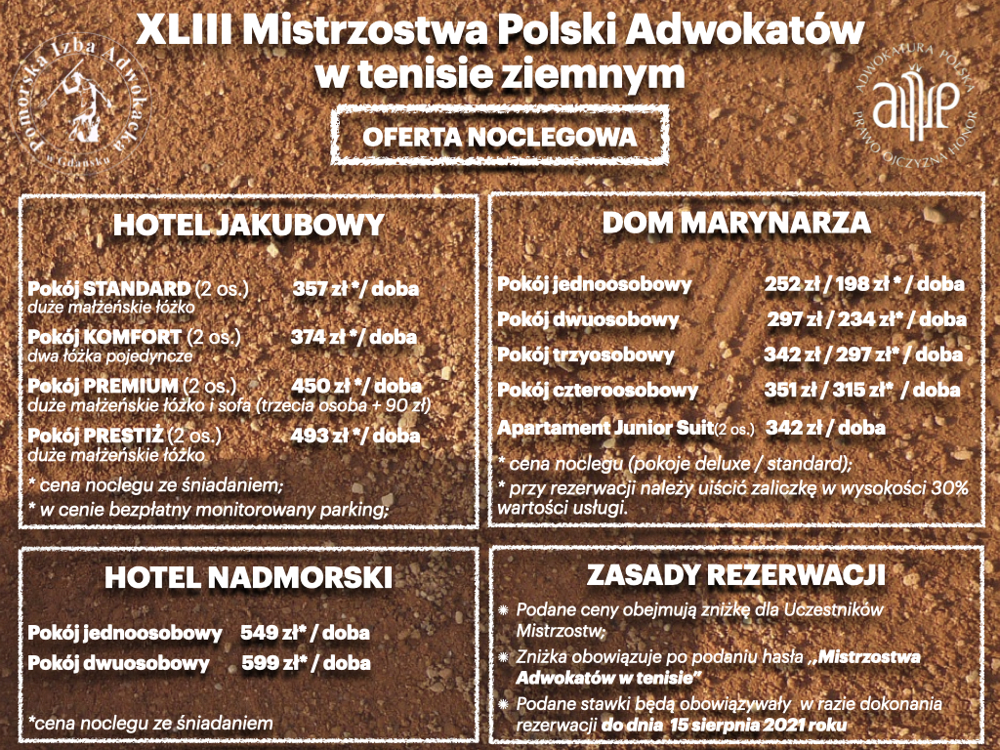 XLIII Mistrzostwa Polski Adwokatów
w tenisie ziemnym
Pomorska Izba Adwokacka
w Gdańsku
ADWOKATURA POLSKA
PRAWO OJCZYZNA HONOR
OFERTA NOCLEGOWA
HOTEL JAKUBOWY
Pokój STANDARD (2 os.) 357 zł */ doba
duże małżeńskie łóżko
Pokój KOMFORT (2 os.) 374 zł */ doba
dwa łóżka pojedyncze
Pokój PREMIUM (2 os.) 450 zł */ doba
duże małżeńskie łóżko i sofa (trzecia osoba + 90 zł)
Pokój PRESTIŻ (2 os.) 493 zł */ doba
duże małżeńskie łóżko
* cena noclegu ze śniadaniem;
* w cenie bezpłatny monitorowany parking;
DOM MARYNARZA
Pokój jednoosobowy 252 zł / 198 zł * / doba
Pokój dwuosobowy 297 zł / 234 zł* / doba
Pokój trzyosobowy 342 zł / 297 zł* / doba
Pokój czteroosobowy 351 zł / 315 zł* / doba
Apartament Junior Suit(2 os.) 342 zł / doba
* cena noclegu (pokoje deluxe / standard);
* przy rezerwacji należy uiścić zaliczkę w wysokości 30%
wartości usługi.
HOTEL NADMORSKI
Pokój jednoosobowy 549 zł* / doba
Pokój dwuosobowy 599 zł* / doba
*cena noclegu ze śniadaniem
ZASADY REZERWACJI
* Podane ceny obejmują zniżkę dla Uczestników
Mistrzostw;
* Zniżka obowiązuje po podaniu hasła ,,Mistrzostwa
Adwokatów w tenisie"
* Podane stawki będą obowiązywały w razie dokonania
rezerwacji do dnia 15 sierpnia 2021 roku